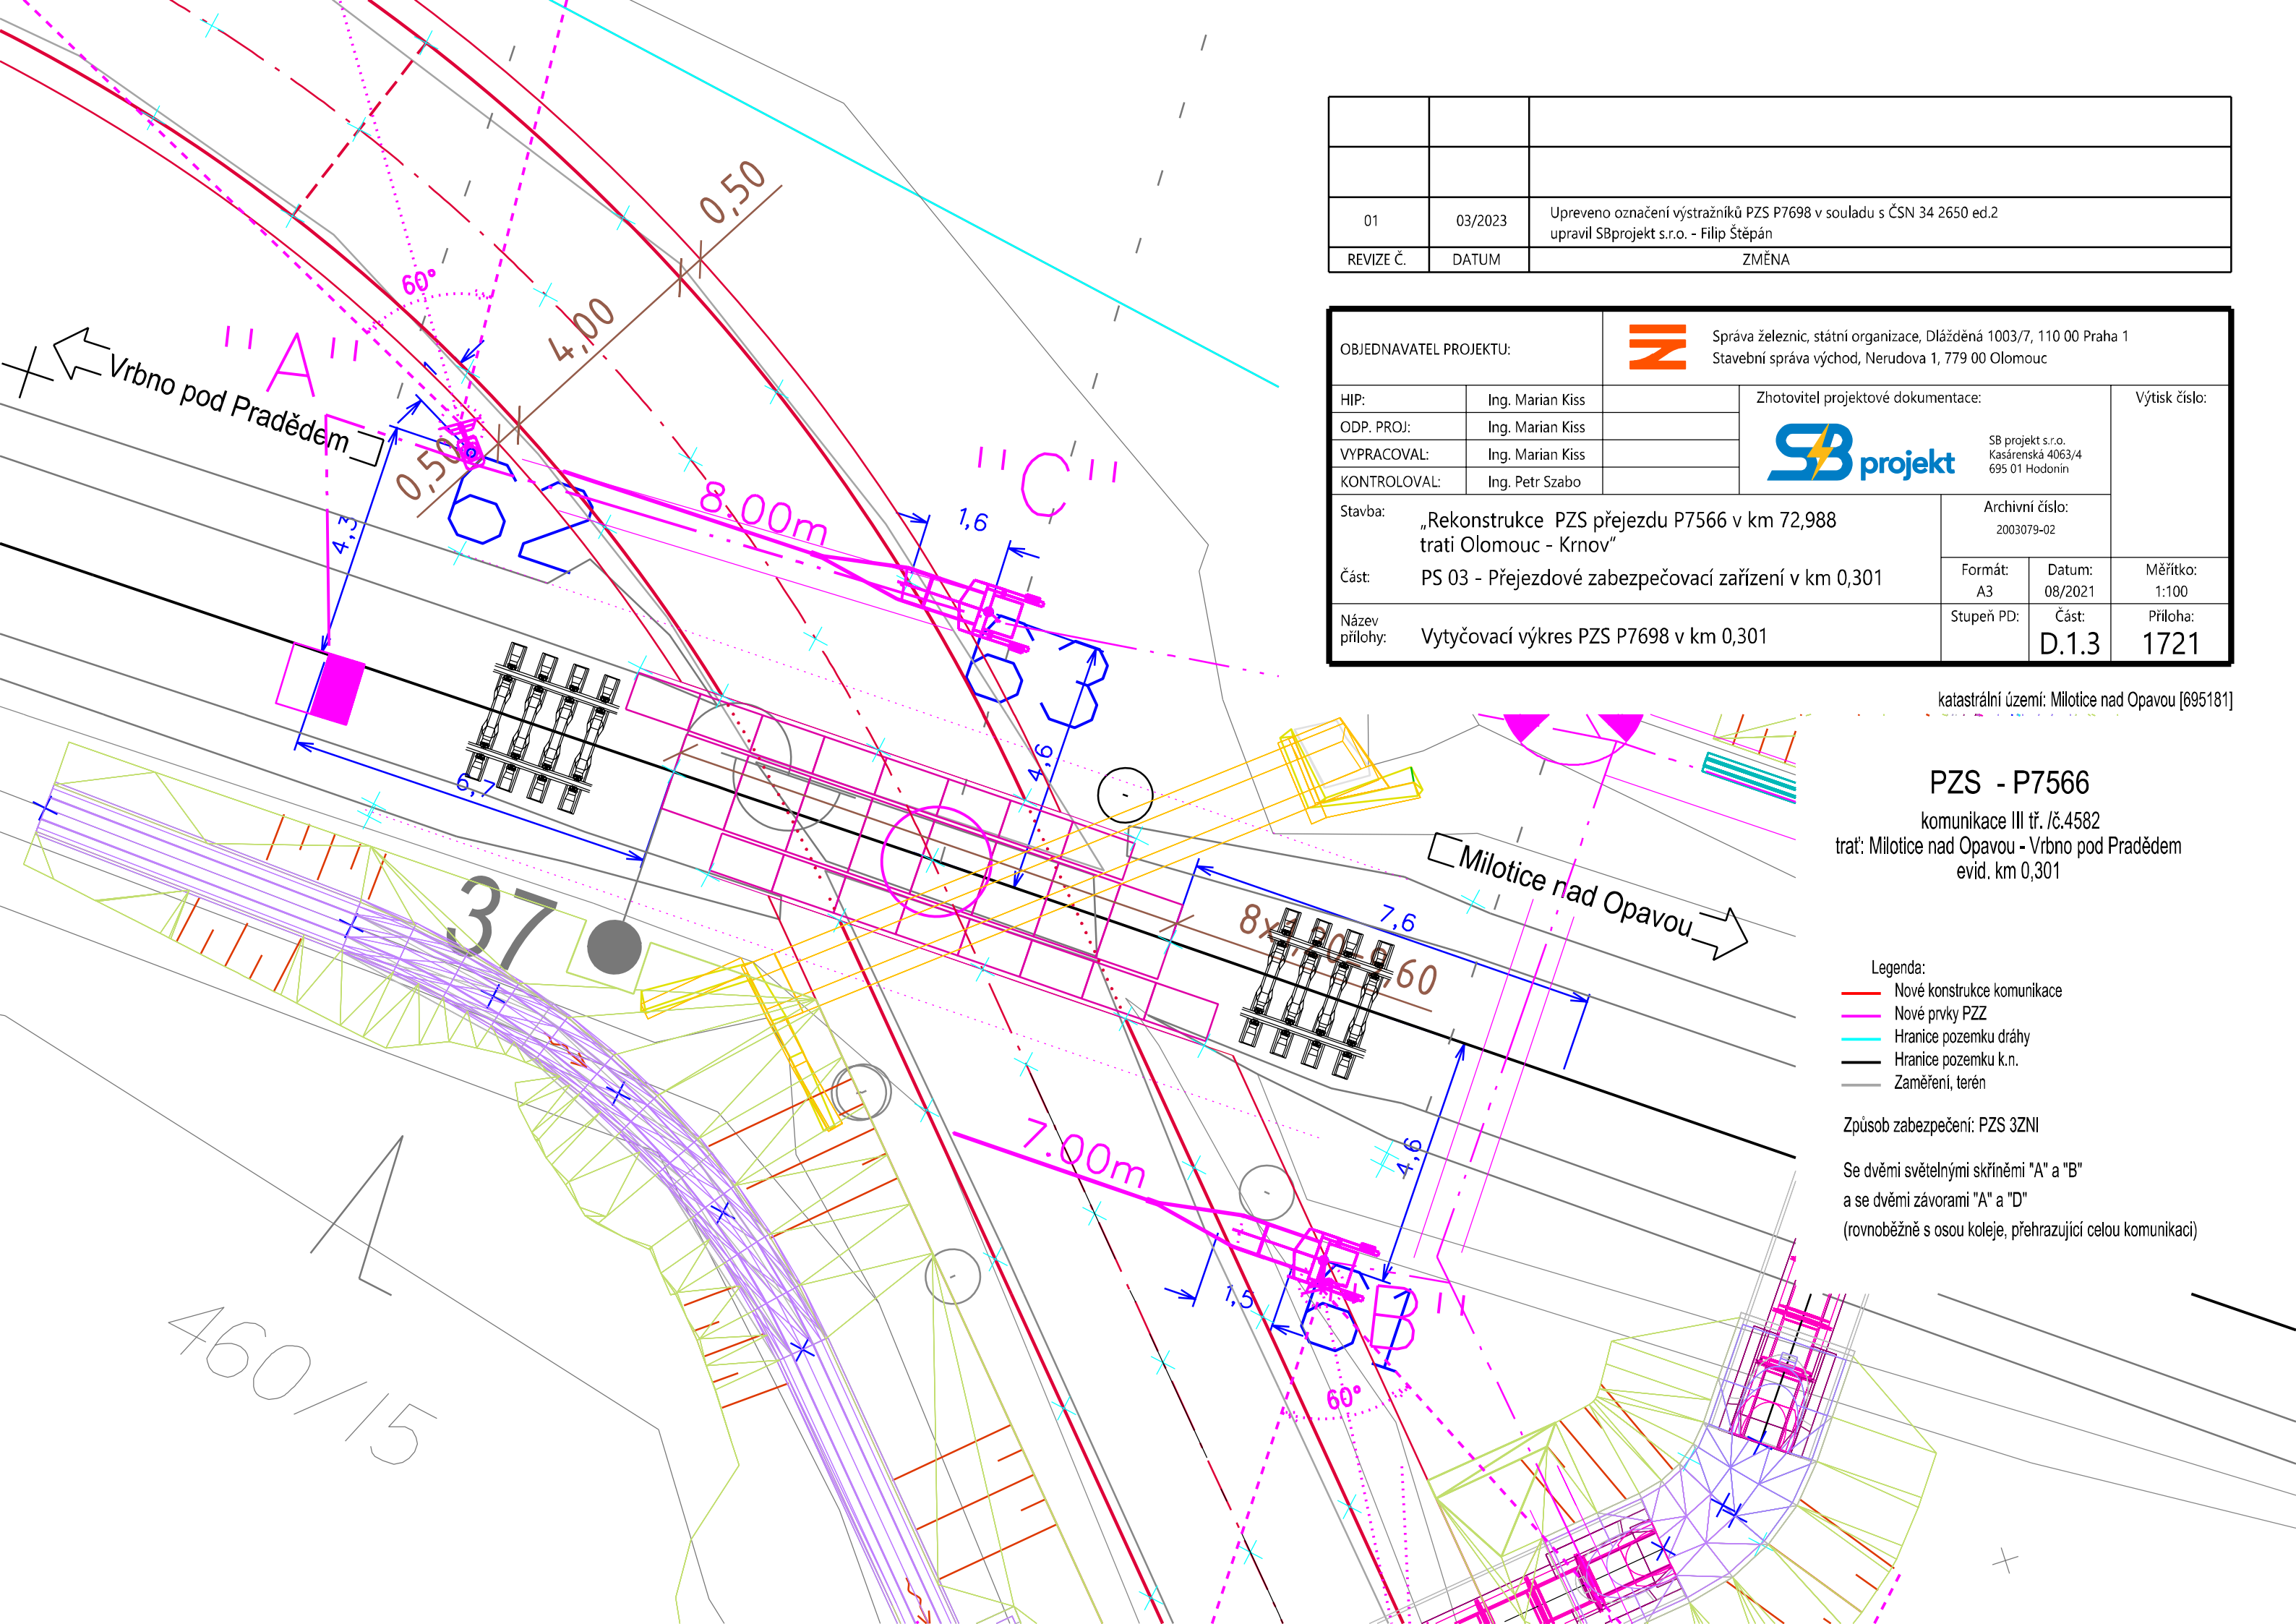 01 03/2023 Upreveno označení výstražníků PZS P7698 v souladu s ČSN 34 2650 ed.2
upravil SBprojekt s.r.o. - Filip Štěpán
REVIZE Č. DATUM ZMĚNA
OBJEDNAVATEL PROJEKTU:
Správa železnic, státní organizace, Dlážděná 1003/7, 110 00 Praha 1
Stavební správa východ, Nerudova 1, 779 00 Olomouc
HIP: Ing. Marian Kiss
ODP. PROJ: Ing. Marian Kiss
VYPRACOVAL: Ing. Marian Kiss
KONTROLOVAL: Ing. Petr Szabo
Zhotovitel projektové dokumentace:
SB projekt
SB projekt s.r.o.
Kasárenská 4063/4
695 01 Hodonín
Výtisk číslo:
Stavba: „Rekonstrukce PZS přejezdu P7566 v km 72,988
trati Olomouc - Krnov"
Část: PS 03 - Přejezdové zabezpečovací zařízení v km 0,301
Archivní číslo:
2003079-02
Formát: Datum: Měřítko:
A3 08/2021 1:100
Název
přílohy: Vytyčovací výkres PZS P7698 v km 0,301
Stupeň PD: Část: Příloha:
D.1.3 1721
katastrální území: Milotice nad Opavou [695181]
PZS - P7566
komunikace III tř. /č.4582
trať: Milotice nad Opavou - Vrbno pod Pradědem
evid. km 0,301
Legenda:
Nové konstrukce komunikace
Nové prvky PZZ
Hranice pozemku dráhy
Hranice pozemku k.n.
Zaměření, terén
Způsob zabezpečení: PZS 3ZNI
Se dvěmi světelnými skříněmi "A" a "B"
a se dvěmi závorami "A" a "D"
(rovnoběžně s osou koleje, přehrazující celou komunikaci)
0,50
4,00
0,50
60°
"A"
Vrbno pod Pradědem
4,3
62
8.00m
"C"
1,6
63
4,6
6,7
37
Milotice nad Opavou
7,6
8x1,20=9,60
4,6
7.00m
1,5
61
"B"
60°
460/15